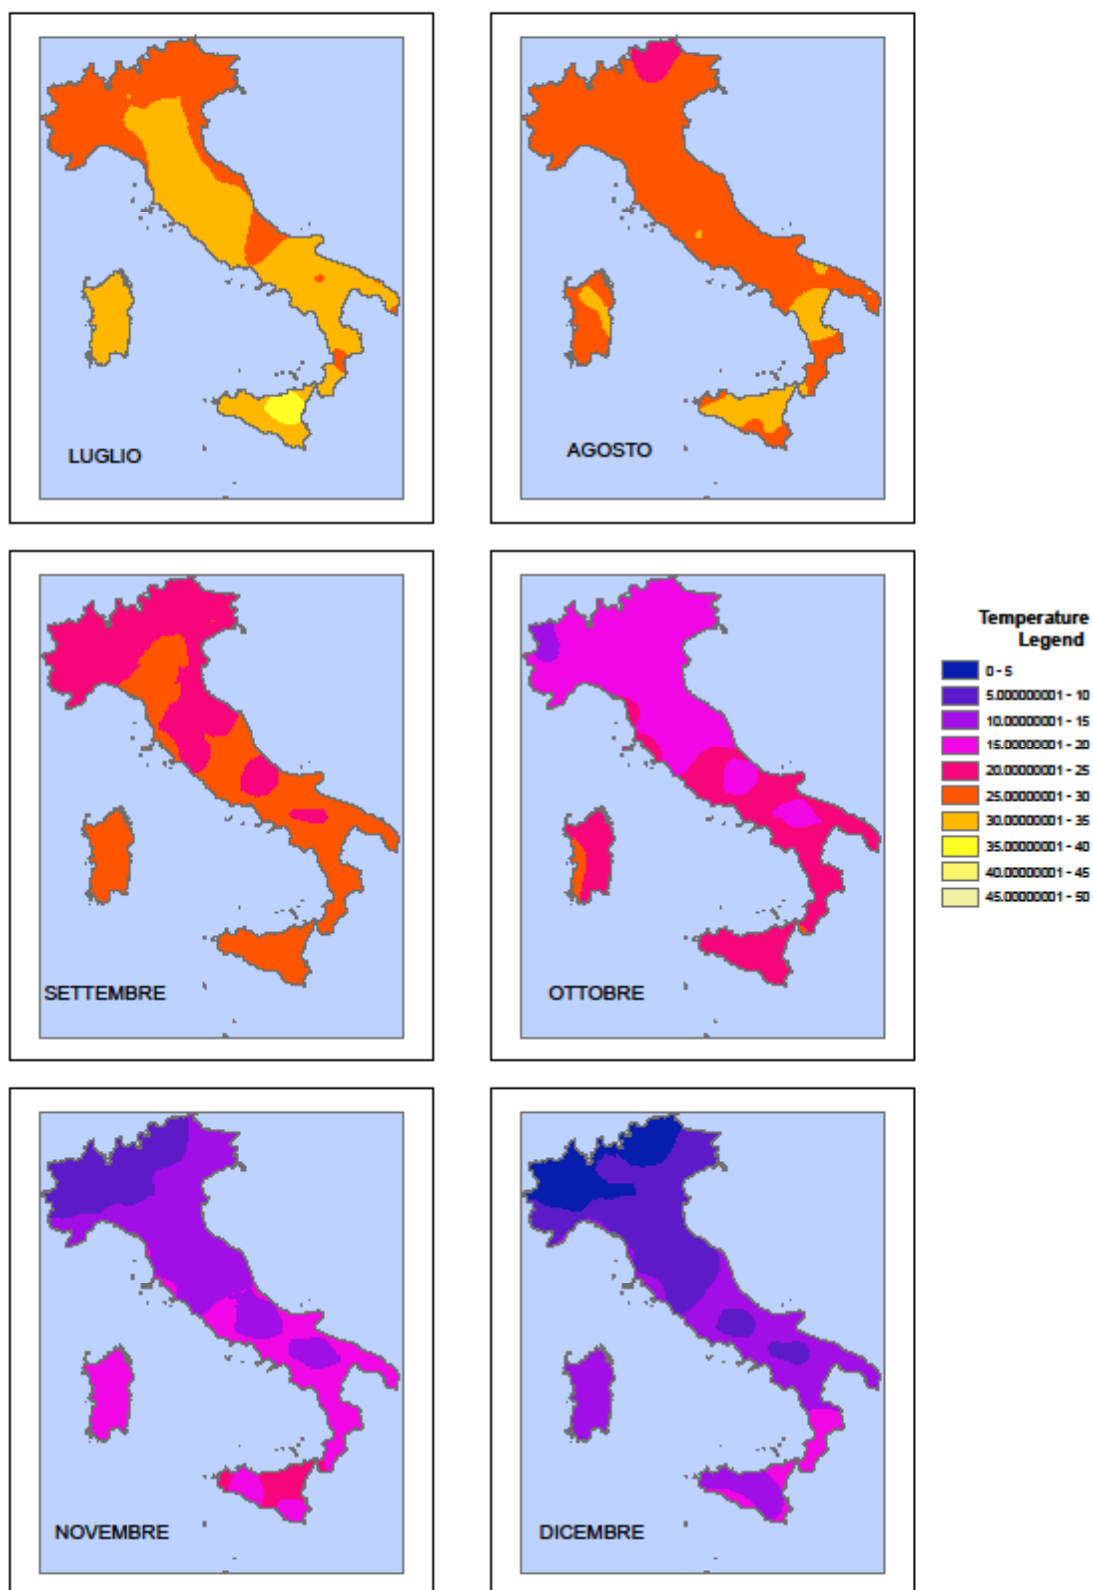 LUGLIO
AGOSTO
SETTEMBRE
OTTOBRE
Temperature
Legend
0 - 5
5.00000001 - 10
10.00000001 - 15
15.00000001 - 20
20.00000001 - 25
25.00000001 - 30
30.00000001 - 35
35.00000001 - 40
40.00000001 - 45
45.00000001 - 50
NOVEMBRE
DICEMBRE